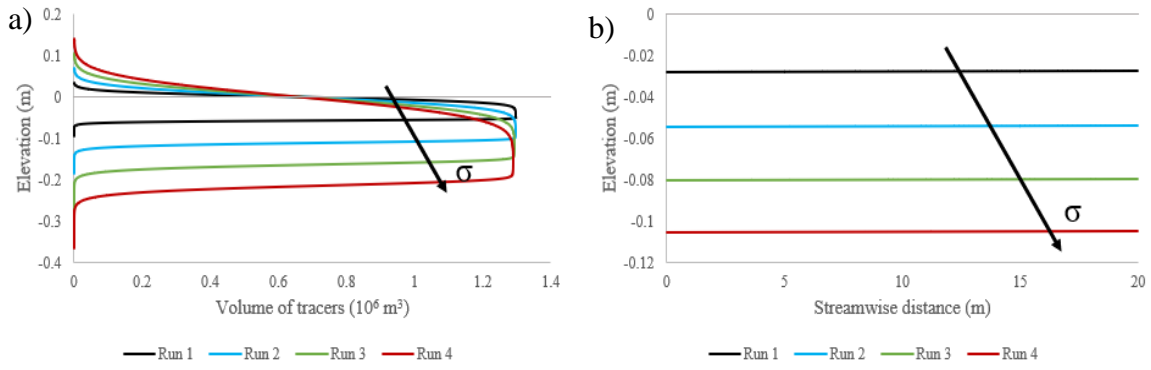 a)
0.2
0.1
0
-0.1
-0.2
-0.3
-0.4
Elevation (m)
σ
0 0.2 0.4 0.6 0.8 1 1.2 1.4
Volume of tracers (10⁶ m³)
Run 1 Run 2 Run 3 Run 4
b)
0
-0.02
-0.04
-0.06
-0.08
-0.1
-0.12
Elevation (m)
σ
0 5 10 15 20
Streamwise distance (m)
Run 1 Run 2 Run 3 Run 4